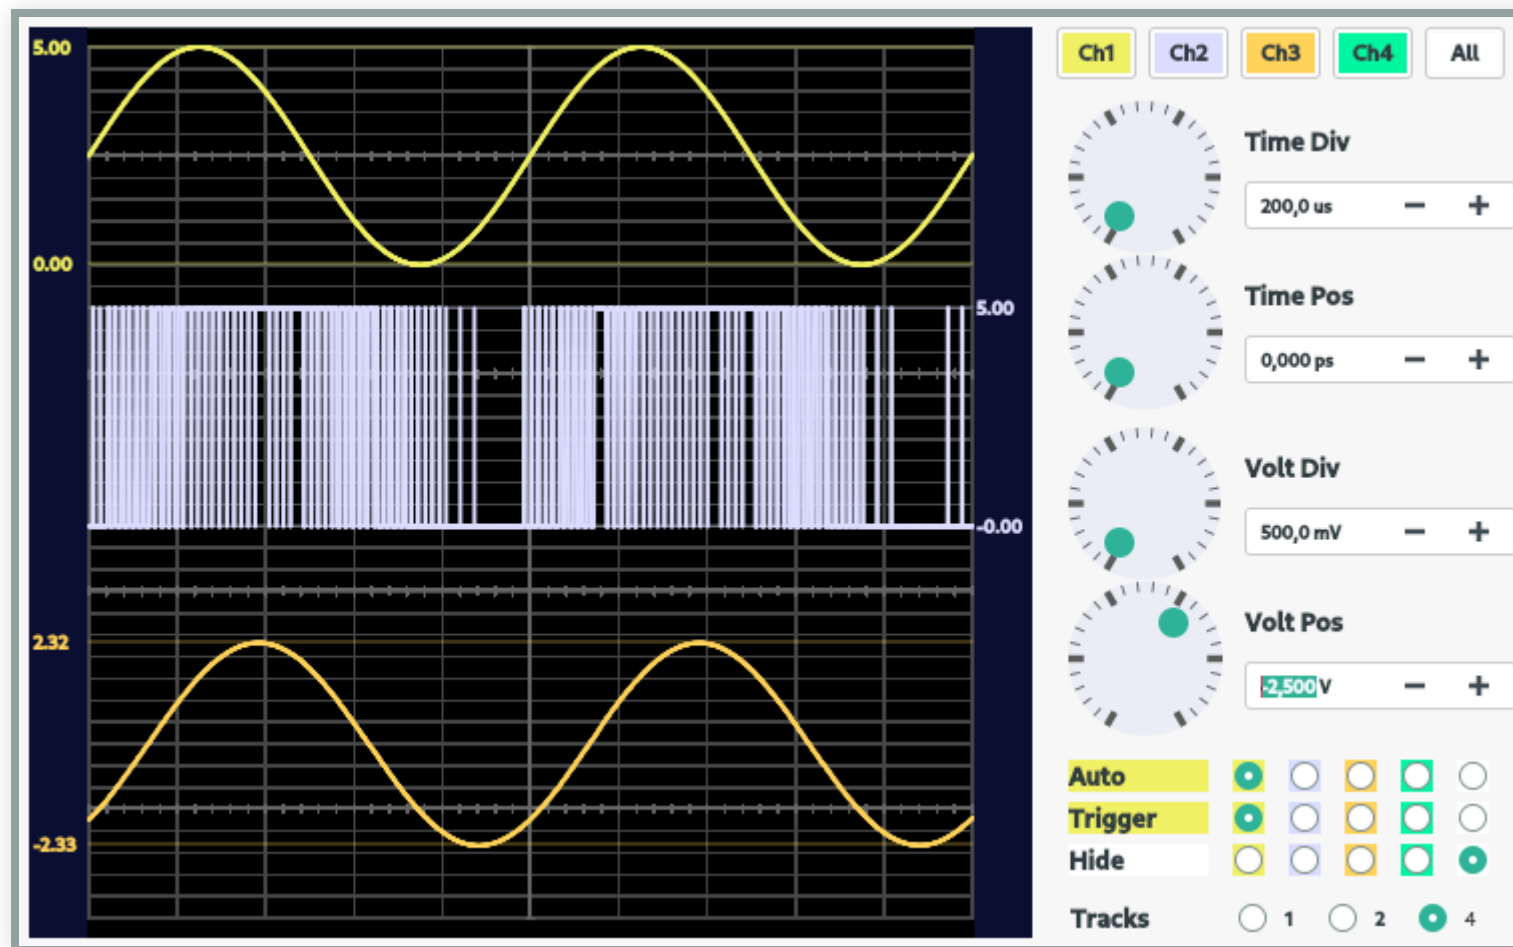 5.00
0.00
5.00
-0.00
2.32
-2.33
Ch1 Ch2 Ch3 Ch4 All
Time Div
200,0 us − +
Time Pos
0,000 ps − +
Volt Div
500,0 mV − +
Volt Pos
-2,500 V − +
Auto
Trigger
Hide
Tracks 1 2 4